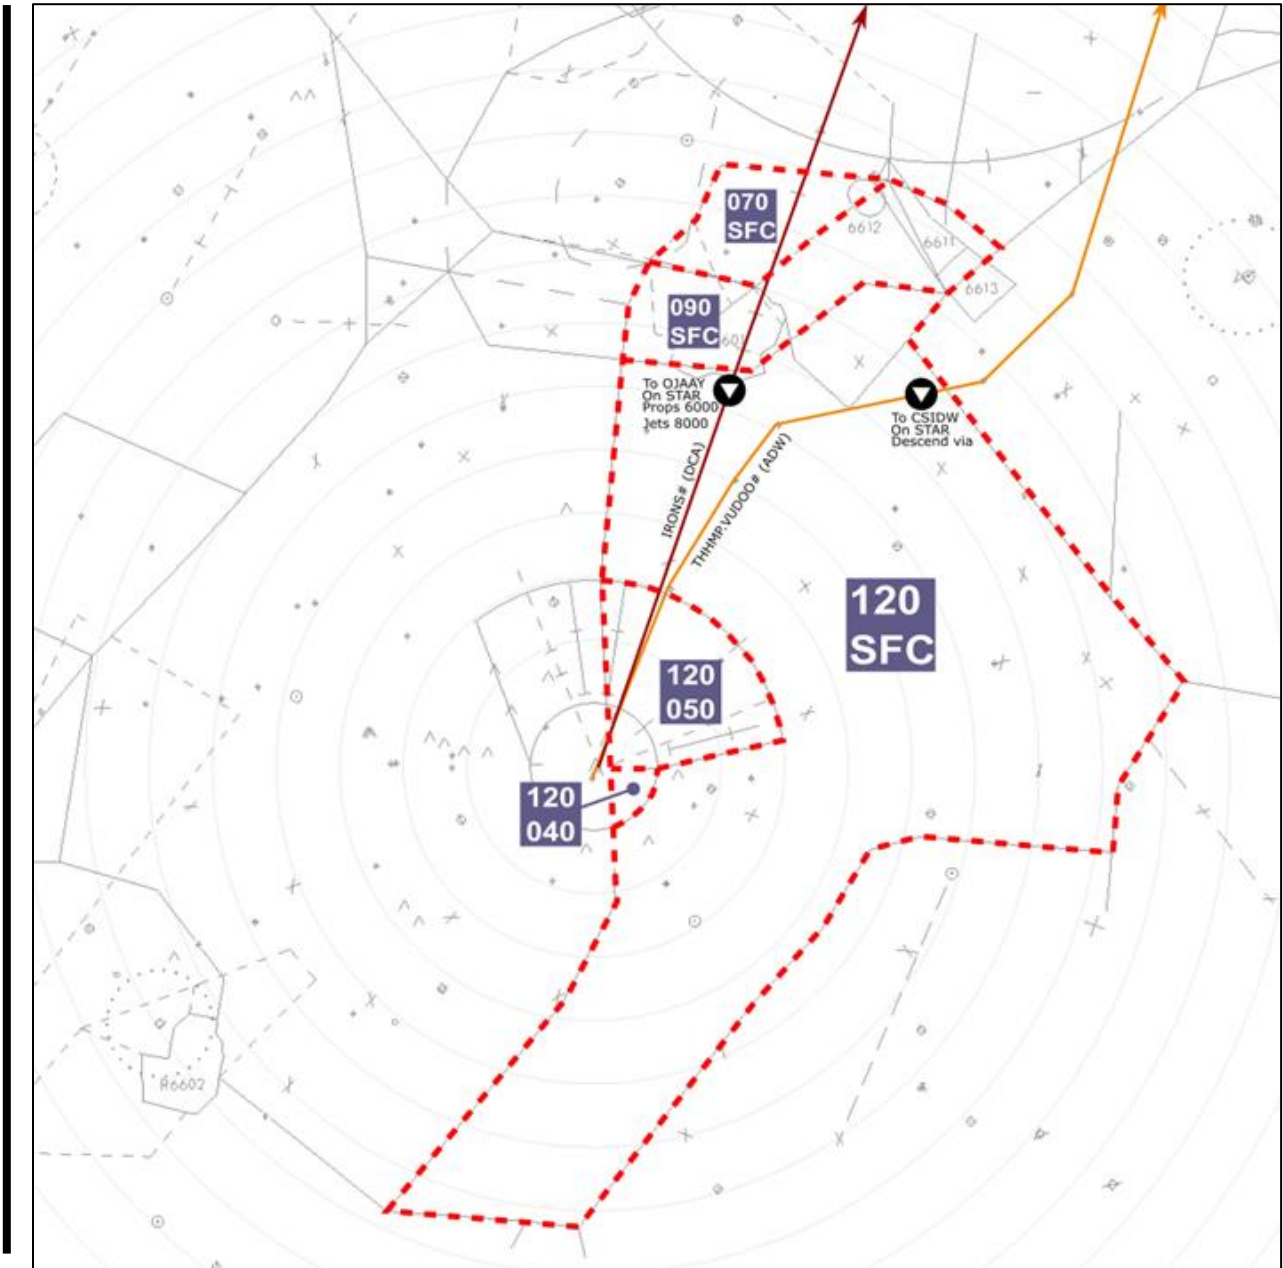 070
SFC
6612
6611
6613
090
SFC
To OJAAY
On STAR
Props 6000
Jets 8000
To CSIDW
On STAR
Descend via
IRONS# (DCA)
THHMP.VUDOO# (ADW)
120
SFC
120
050
120
040
R6602